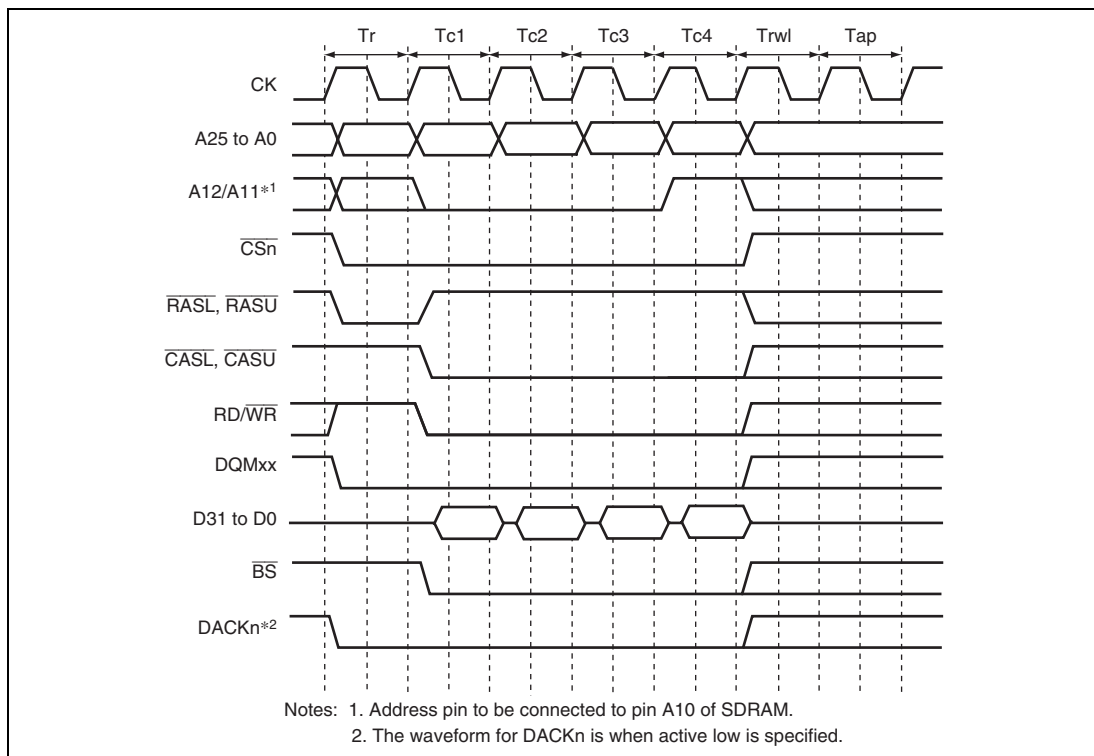 Tr Tc1 Tc2 Tc3 Tc4 Trwl Tap
CK
A25 to A0
A12/A11*1
CSn
RASL, RASU
CASL, CASU
RD/WR
DQMxx
D31 to D0
BS
DACKn*2
Notes: 1. Address pin to be connected to pin A10 of SDRAM.
2. The waveform for DACKn is when active low is specified.